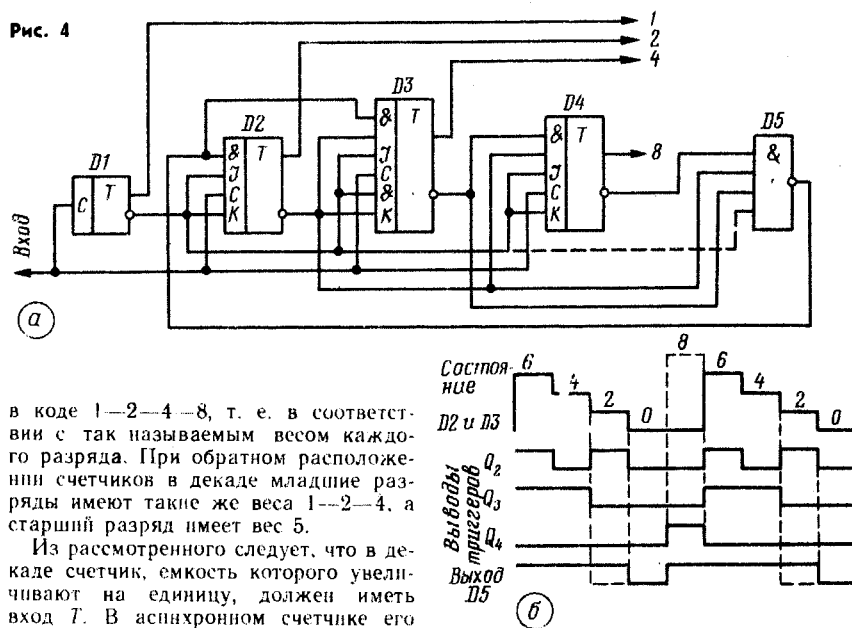 Рис. 4
1
2
4
D3
& T
J
C
&
K
D2
& T
J
C
K
D4
& T
J
C
K
8
D5
&
D1
C T
Вход
а
в коде 1—2—4—8, т. е. в соответст-
вии с так называемым весом каждо-
го разряда. При обратном расположе-
нии счетчиков в декаде младшие раз-
ряды имеют такие же веса 1—2—4, а
старший разряд имеет вес 5.
Из рассмотренного следует, что в де-
каде счетчик, емкость которого увели-
чивают на единицу, должен иметь
вход T. В асинхронном счетчике его
Состоя-
ние
D2 и D3
6 4 2 0 8 6 4 2 0
Выводы
триггеров
Q2
Q3
Q4
Выход
D5
б